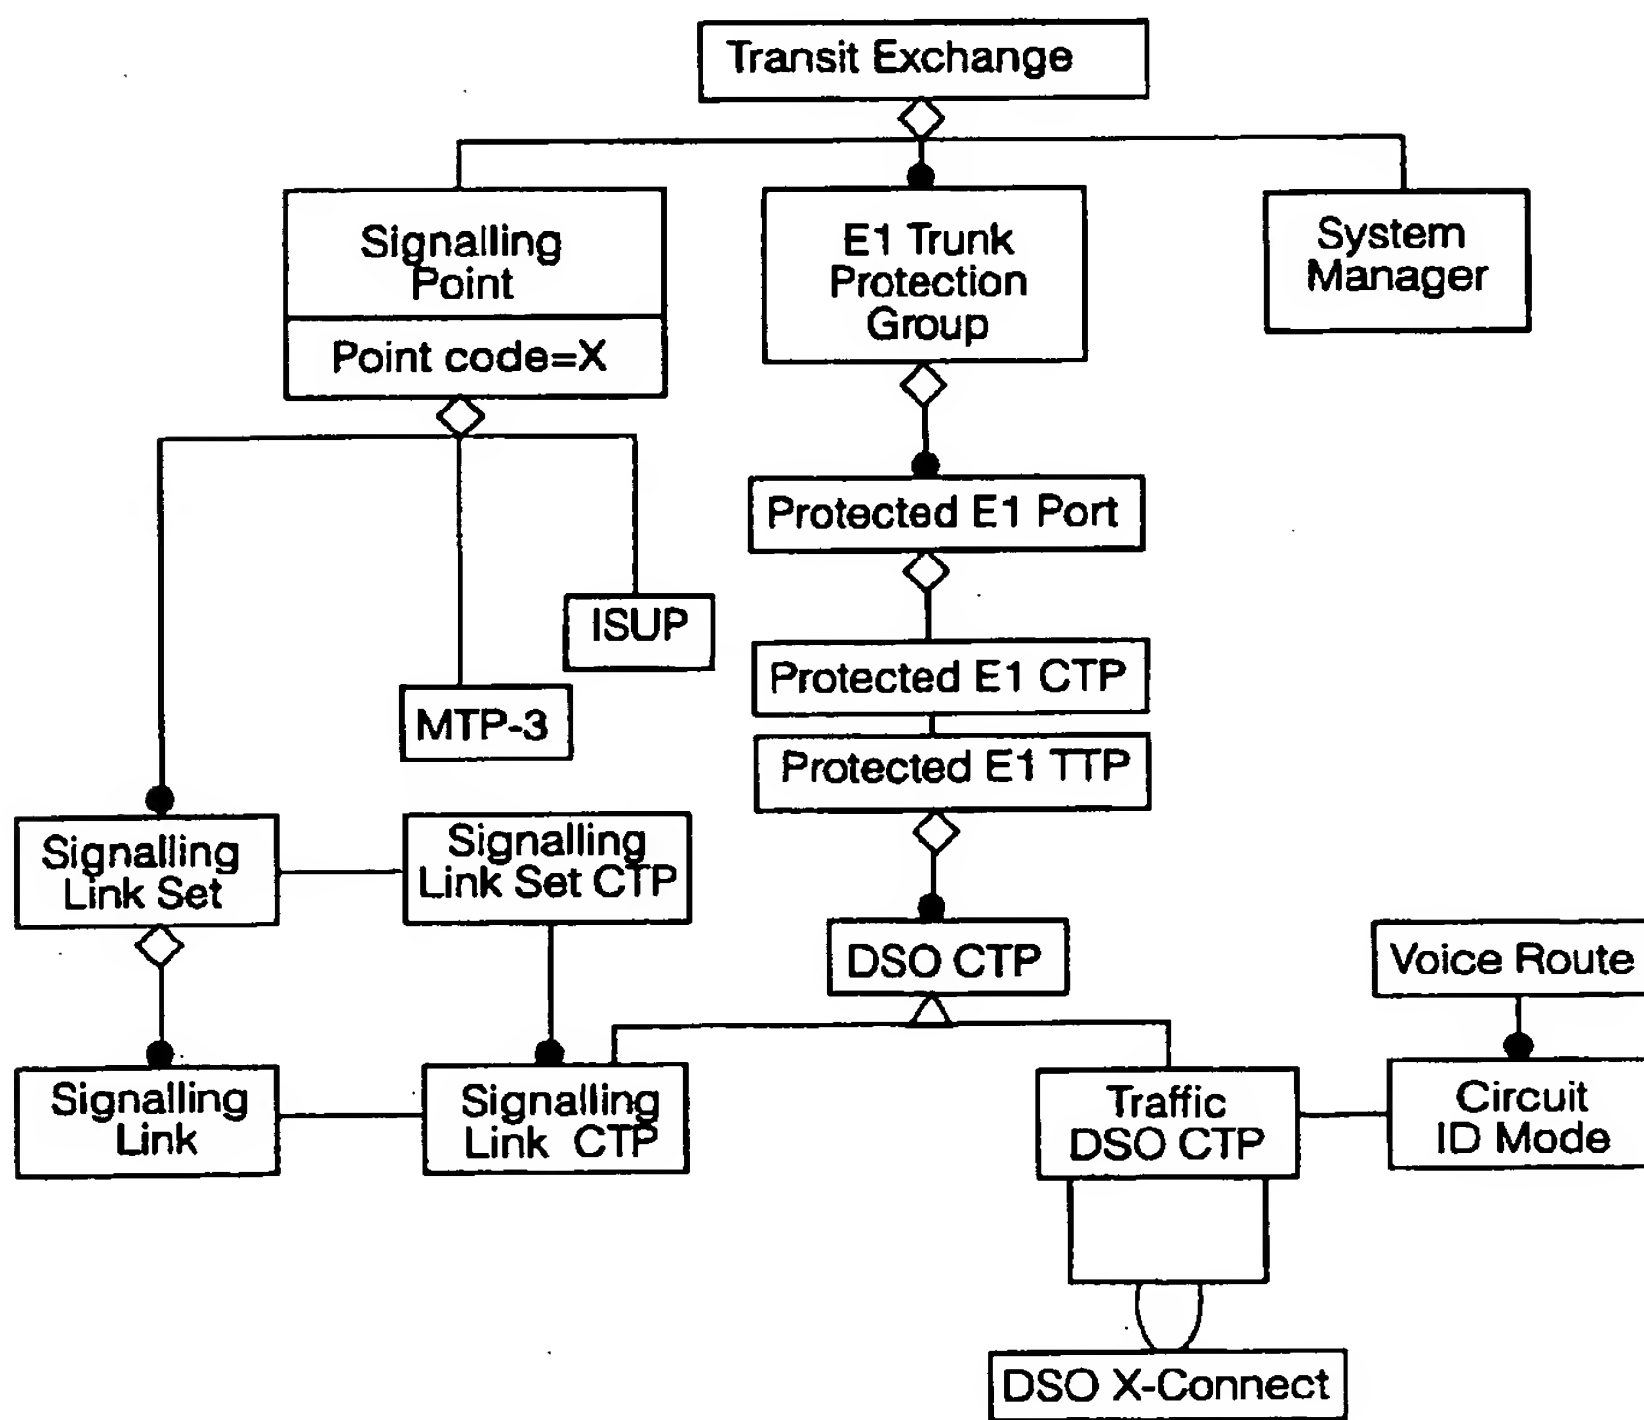 Transit Exchange
Signalling
Point
Point code=X
E1 Trunk
Protection
Group
System
Manager
Protected E1 Port
ISUP
MTP-3
Protected E1 CTP
Protected E1 TTP
Signalling
Link Set
Signalling
Link Set CTP
DSO CTP
Voice Route
Signalling
Link
Signalling
Link CTP
Traffic
DSO CTP
Circuit
ID Mode
DSO X-Connect